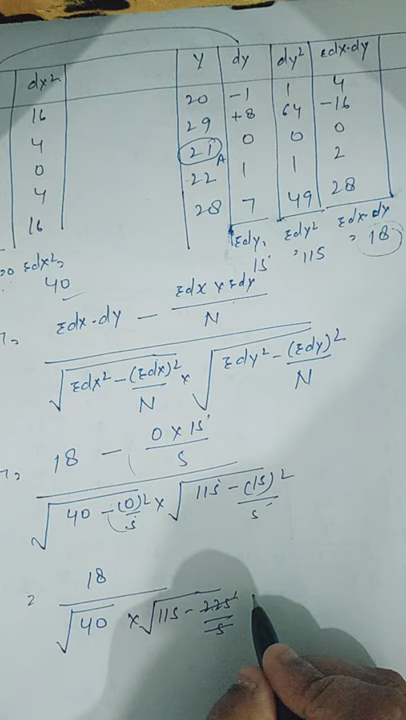 dx² Y dy dy² Σdx·dy
16 20 -1 1 4
4 29 +8 64 -16
0 21 A 0 0 0
4 22 1 1 2
16 28 7 49 28
Σdx² = 40 Σdy = 15 Σdy² = 115 Σdx·dy = 18
Σdx·dy - Σdx × Σdy / N
√Σdx² - (Σdx)² / N × √Σdy² - (Σdy)² / N
18 - 0 × 15 / 5
√40 - (0)² / 5 × √115 - (15)² / 5
18
√40 × √115 - 225 / 5